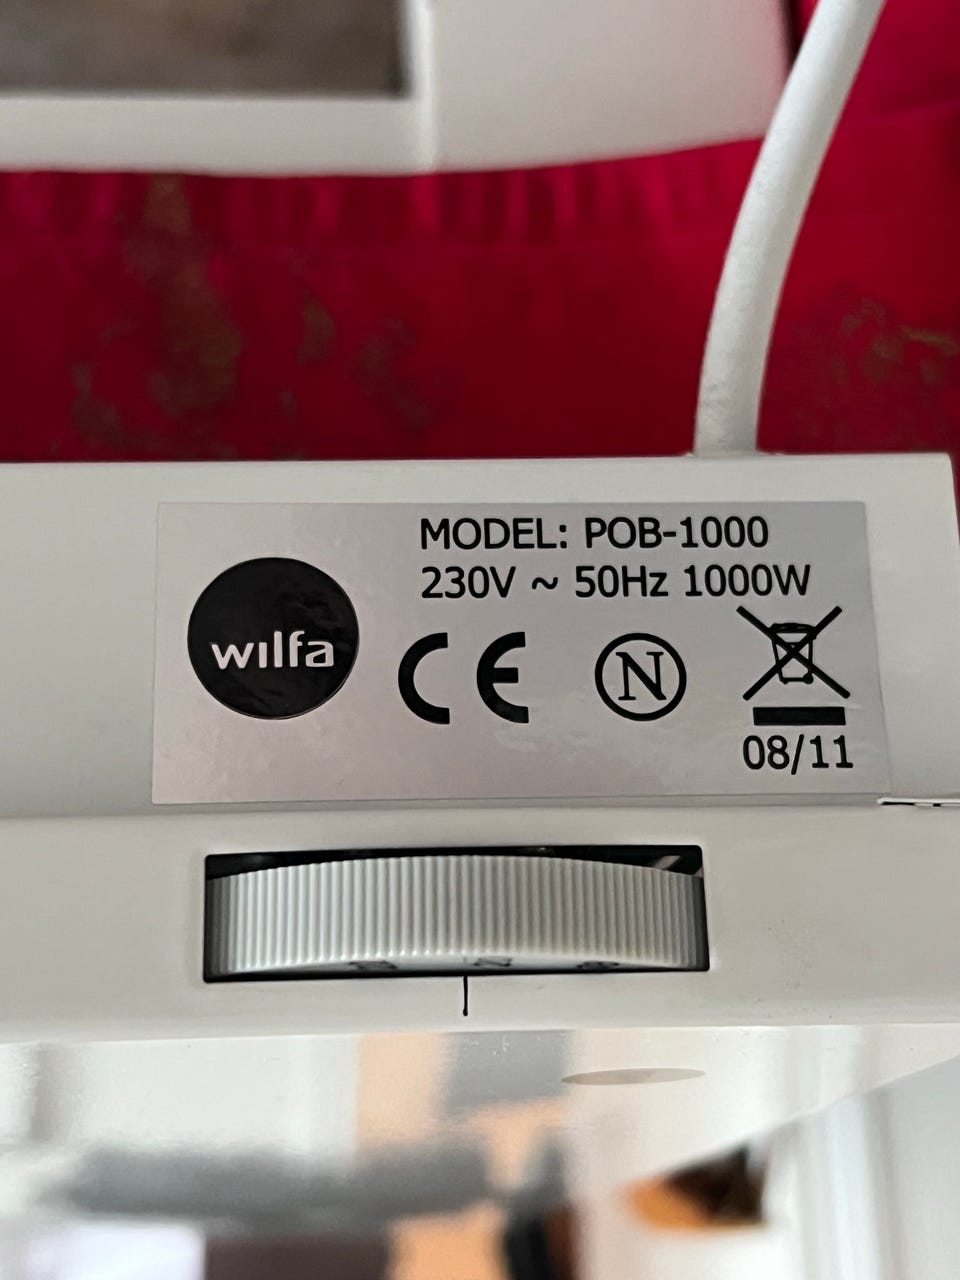 MODEL: POB-1000
230V ~ 50Hz 1000W
wilfa
CE
N
08/11